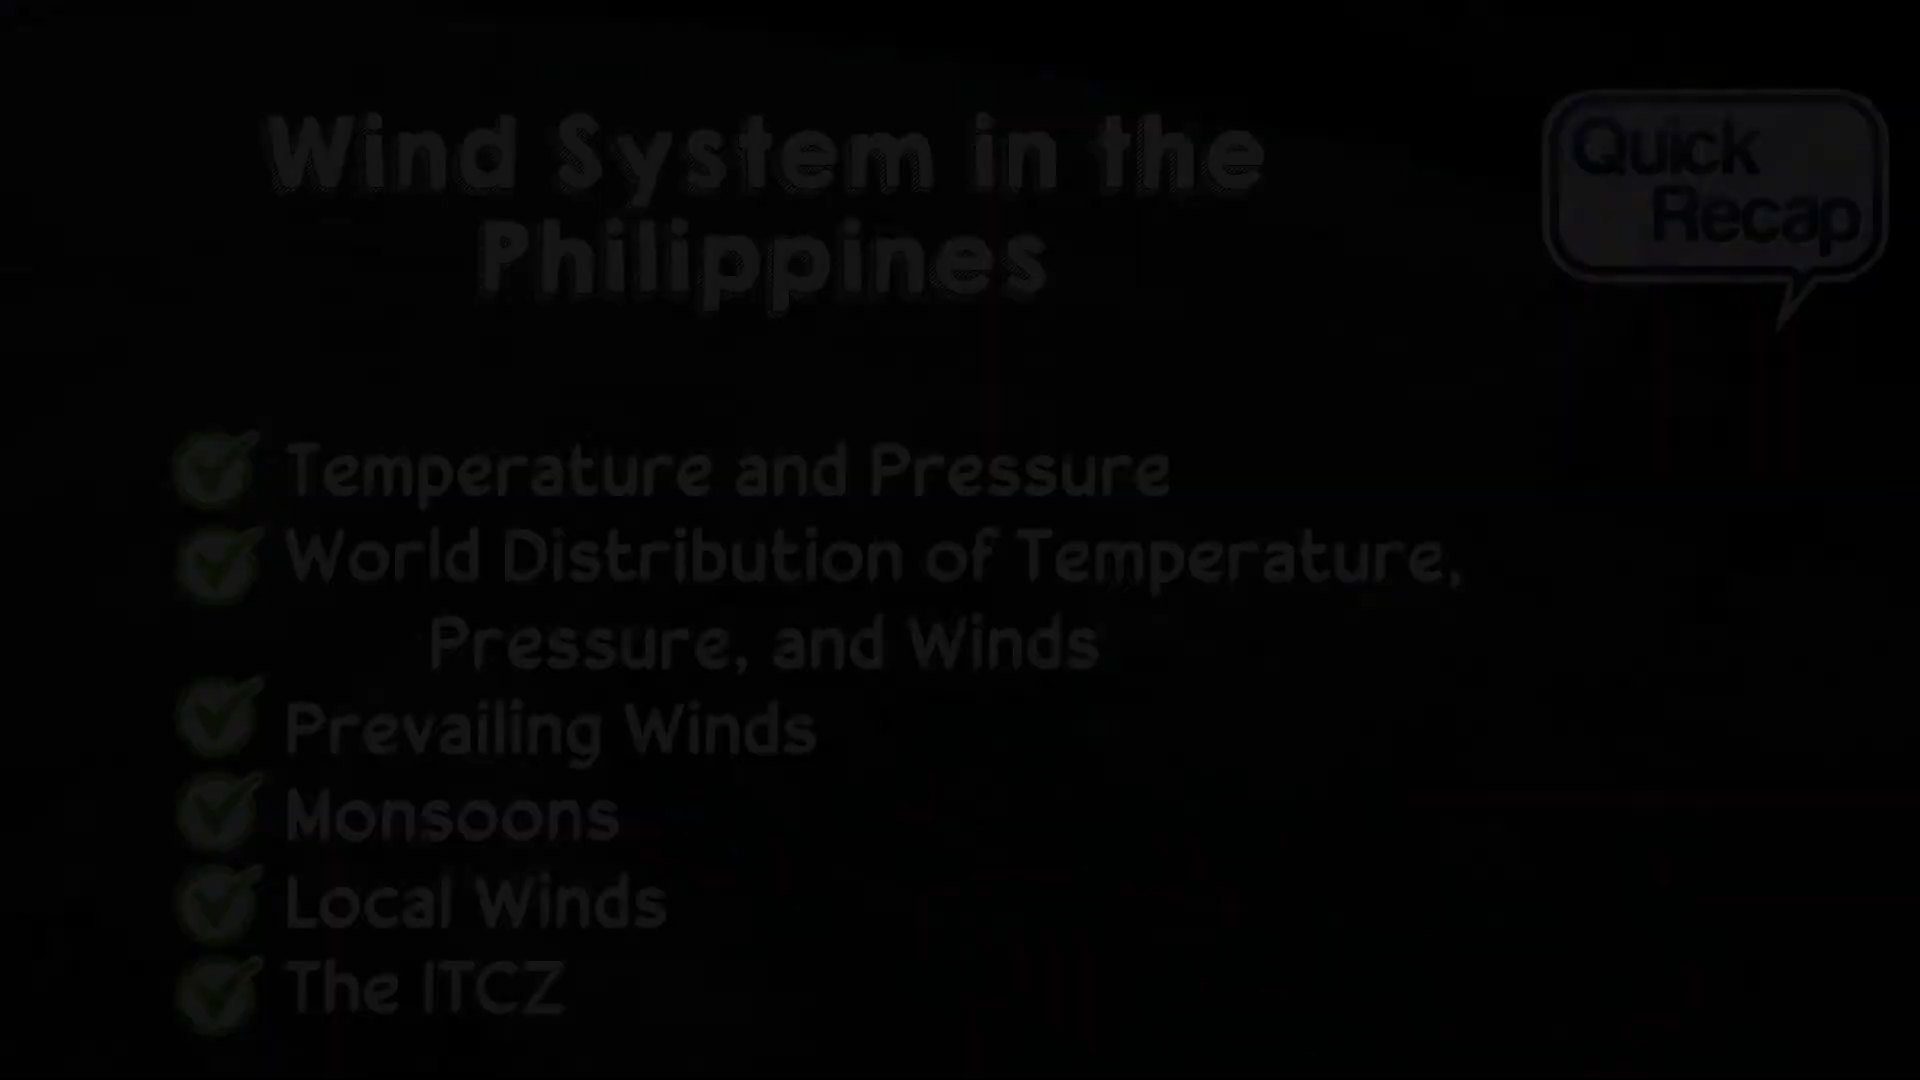 Wind System in the
Philippines
Quick
Recap
Temperature and Pressure
World Distribution of Temperature,
Pressure, and Winds
Prevailing Winds
Monsoons
Local Winds
The ITCZ